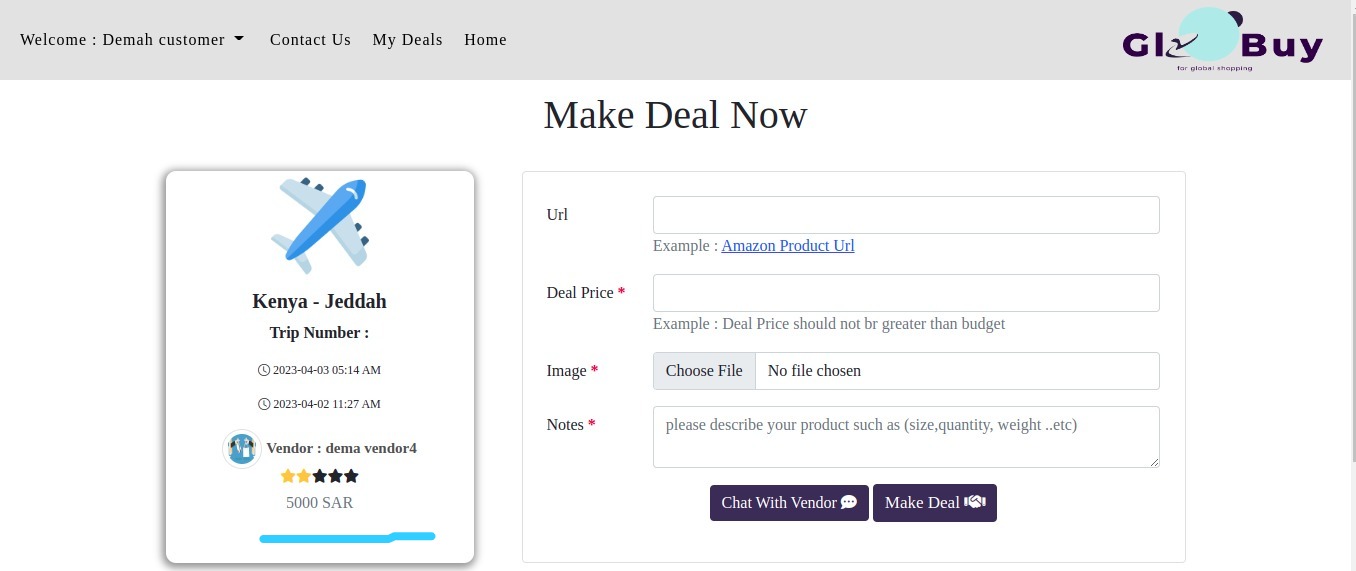 Welcome : Demah customer Contact Us My Deals Home
Gl Buy
for global shopping
Make Deal Now
Kenya - Jeddah
Trip Number :
2023-04-03 05:14 AM
2023-04-02 11:27 AM
Vendor : dema vendor4
5000 SAR
Url
Example : Amazon Product Url
Deal Price *
Example : Deal Price should not br greater than budget
Image * Choose File No file chosen
Notes * please describe your product such as (size,quantity, weight ..etc)
Chat With Vendor Make Deal